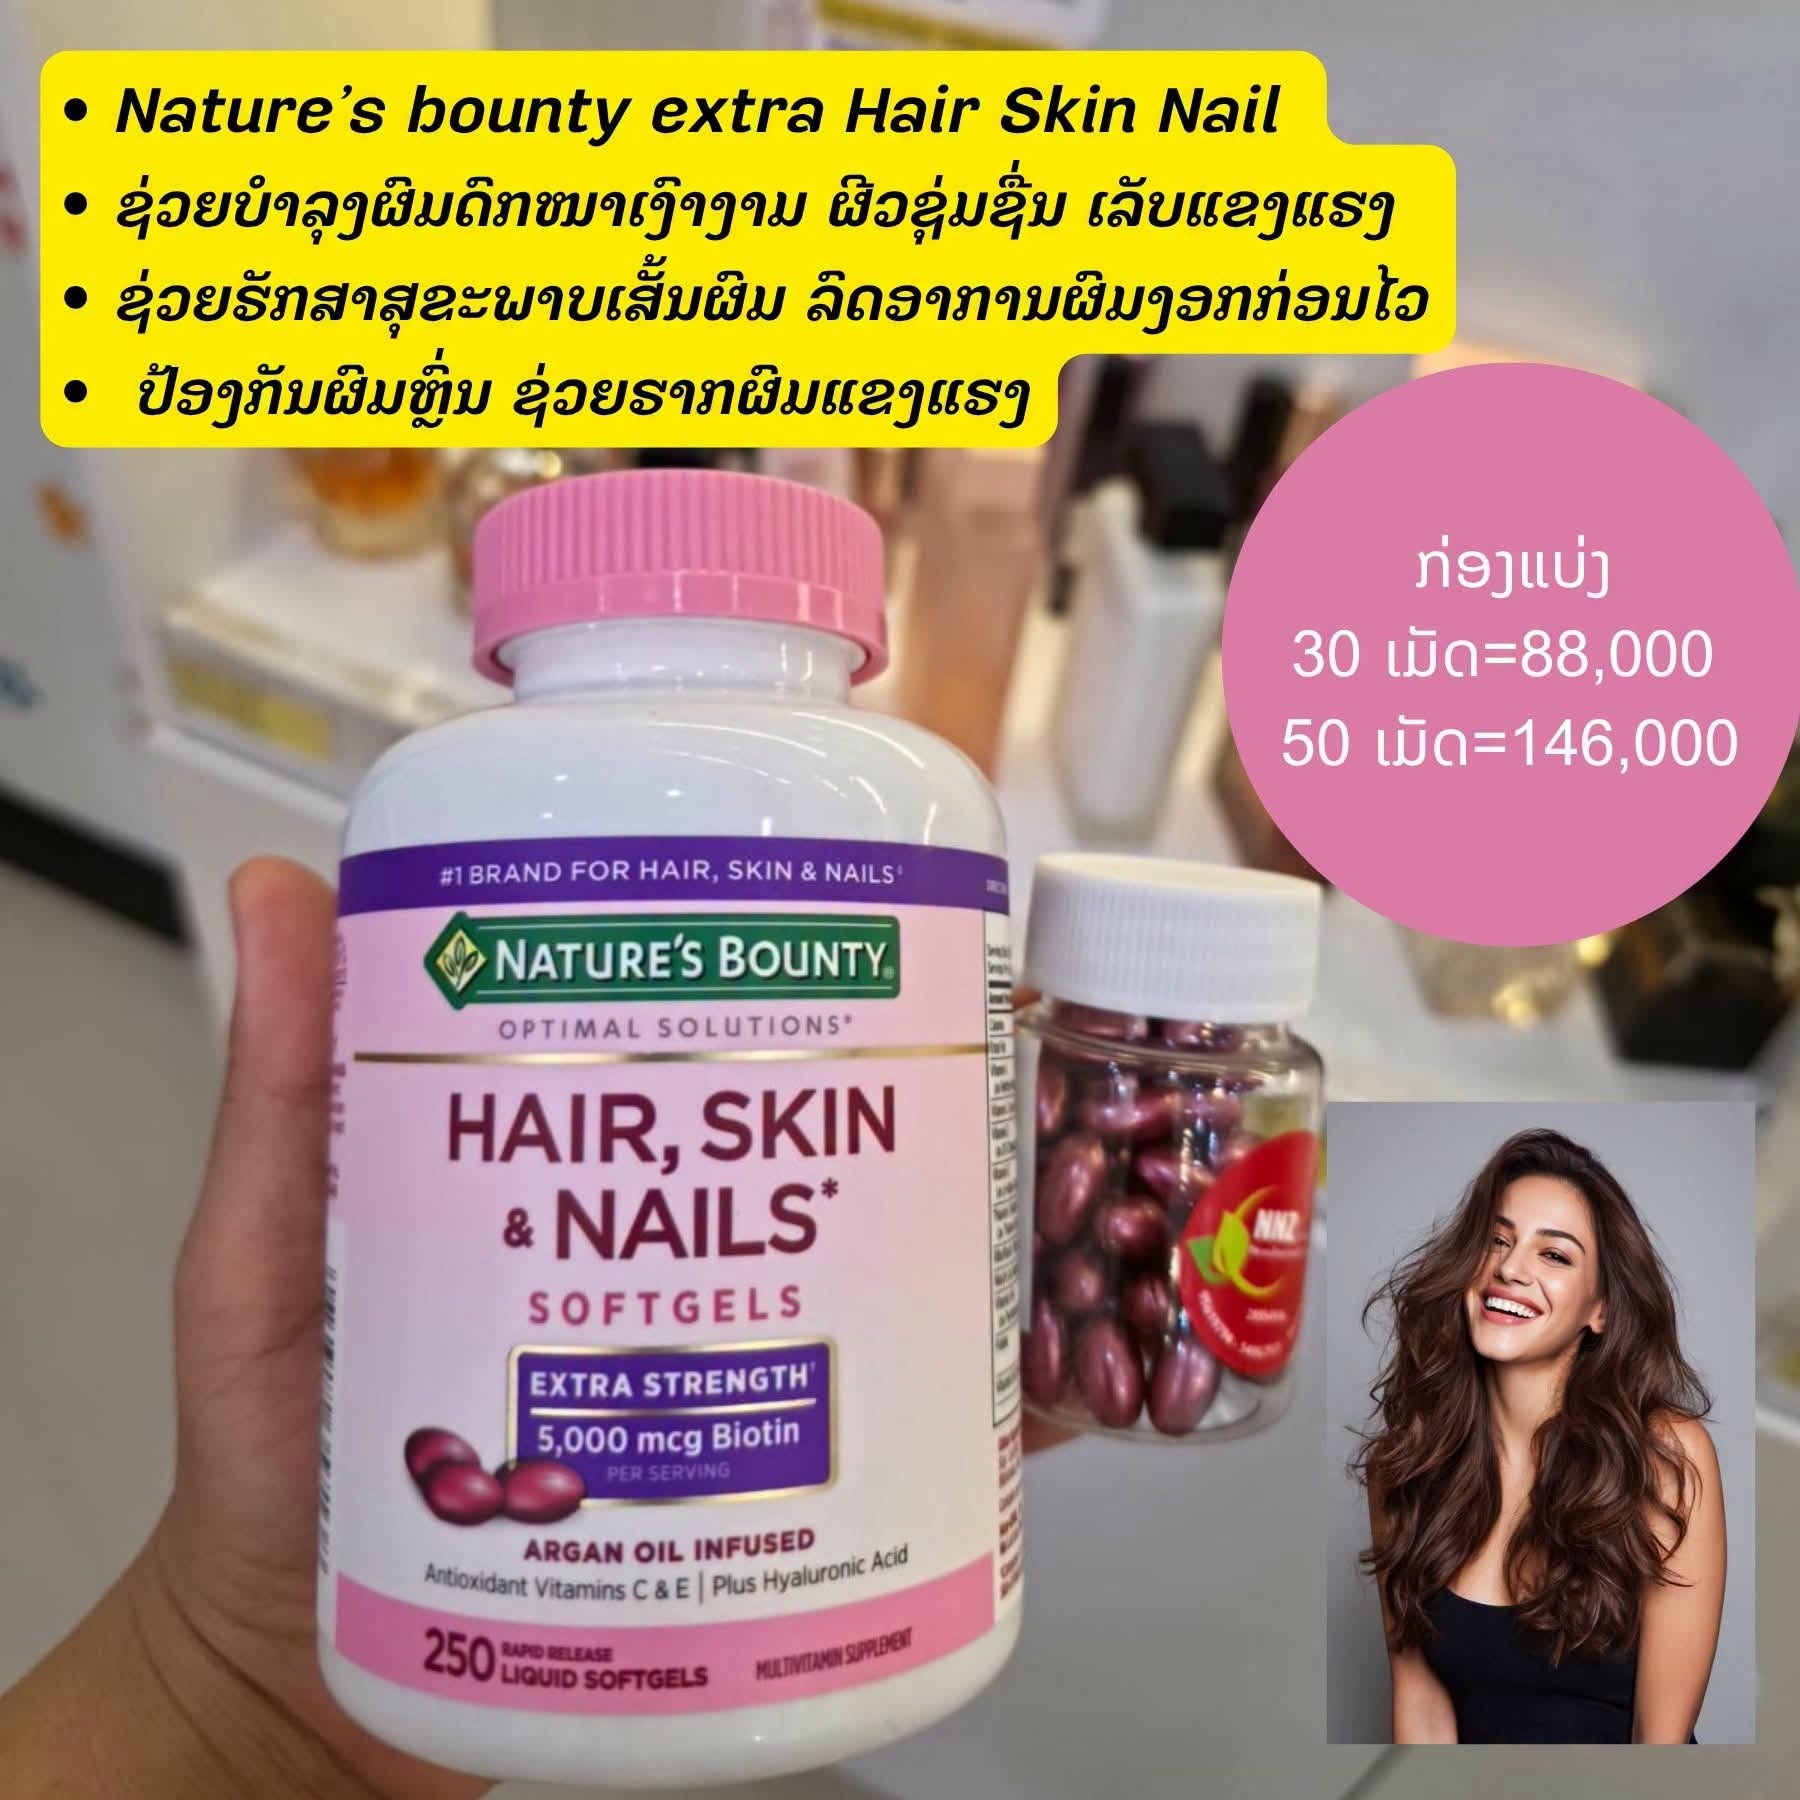 • Nature's bounty extra Hair Skin Nail
• ຊ່ວຍບຳລຸງຜົມດົກໜາເງົາງາມ ຜີວຊຸ່ມຊື່ນ ເລັບແຂງແຮງ
• ຊ່ວຍຮັກສາສຸຂະພາບເສັ້ນຜົມ ລົດອາການຜົມງອກກ່ອນໄວ
• ປ້ອງກັນຜົມຫຼົ່ນ ຊ່ວຍຮາກຜົມແຂງແຮງ
ກ່ອງແບ່ງ
30 ເມັດ=88,000
50 ເມັດ=146,000
#1 BRAND FOR HAIR, SKIN & NAILS
NATURE'S BOUNTY®
OPTIMAL SOLUTIONS*
HAIR, SKIN
& NAILS*
SOFTGELS
EXTRA STRENGTH†
5,000 mcg Biotin
PER SERVING
ARGAN OIL INFUSED
Antioxidant Vitamins C & E | Plus Hyaluronic Acid
250 RAPID RELEASE
LIQUID SOFTGELS
MULTIVITAMIN SUPPLEMENT
NNZ